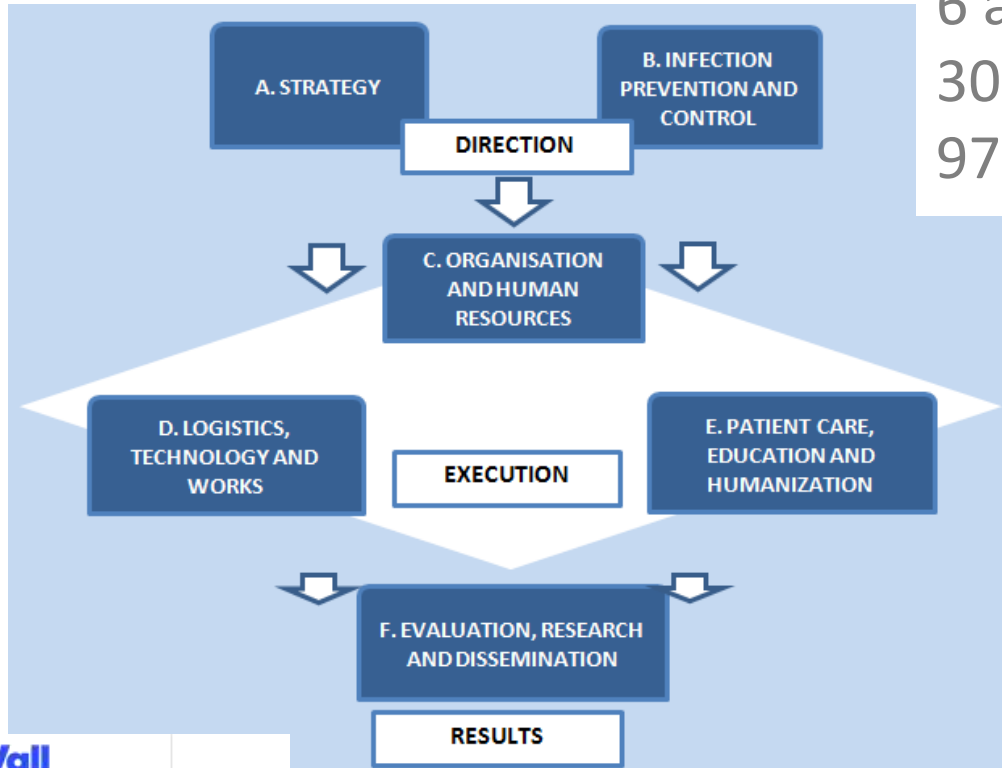 6
30
97
A. STRATEGY
B. INFECTION
PREVENTION AND
CONTROL
DIRECTION
C. ORGANISATION
AND HUMAN
RESOURCES
D. LOGISTICS,
TECHNOLOGY AND
WORKS
EXECUTION
E. PATIENT CARE,
EDUCATION AND
HUMANIZATION
F. EVALUATION, RESEARCH
AND DISSEMINATION
RESULTS